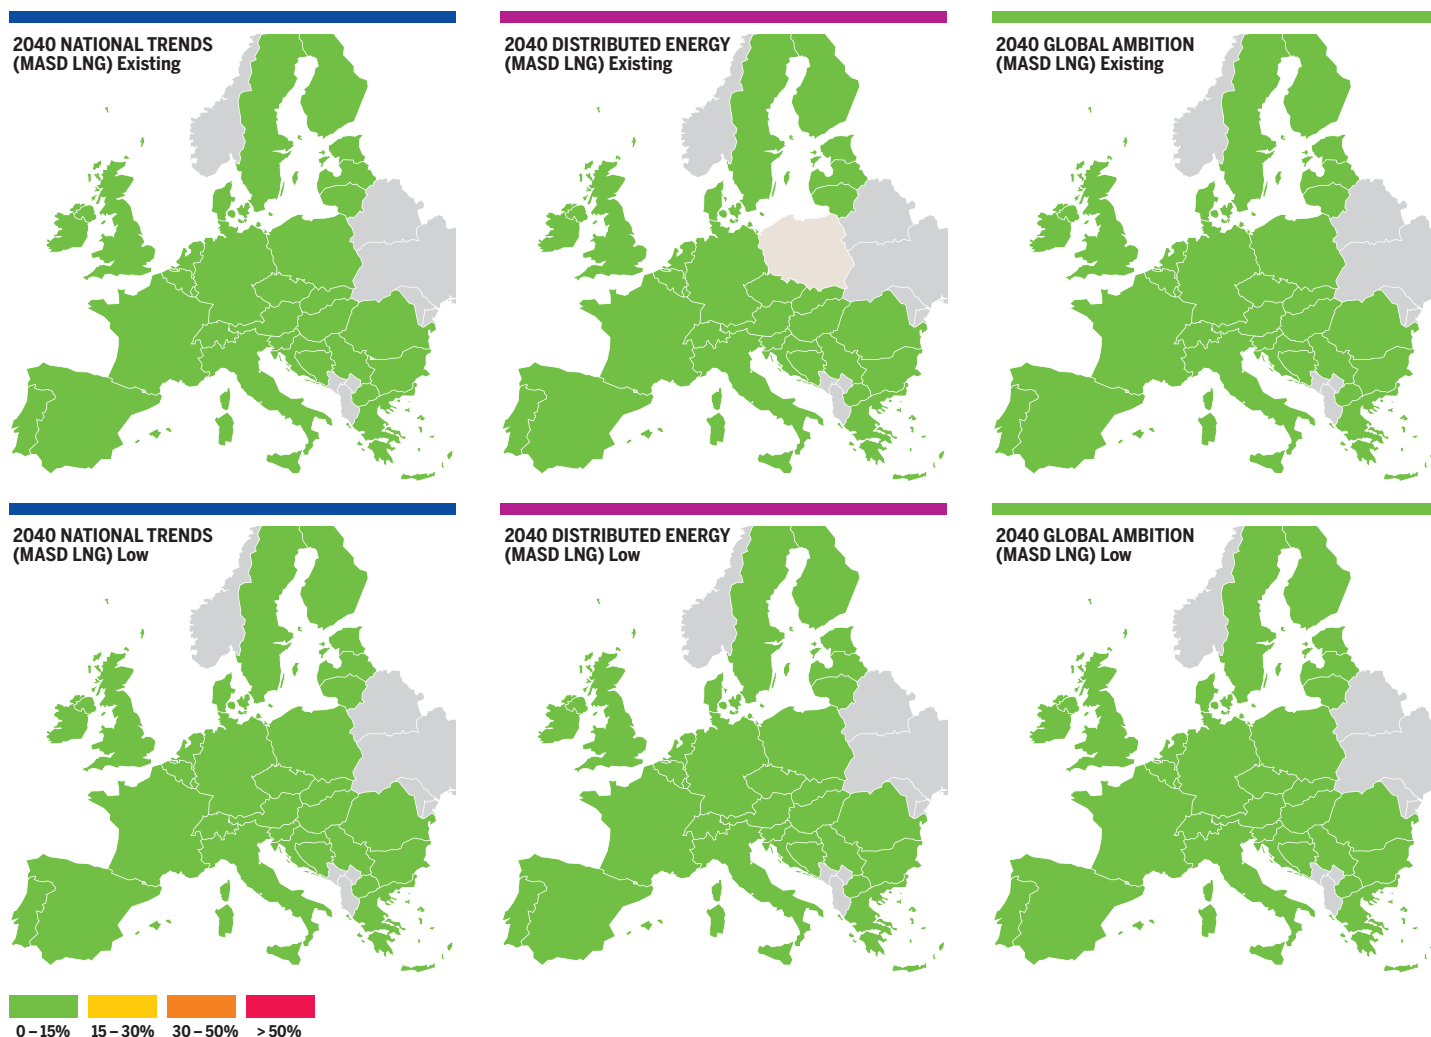 2040 NATIONAL TRENDS
(MASD LNG) Existing
2040 DISTRIBUTED ENERGY
(MASD LNG) Existing
2040 GLOBAL AMBITION
(MASD LNG) Existing
2040 NATIONAL TRENDS
(MASD LNG) Low
2040 DISTRIBUTED ENERGY
(MASD LNG) Low
2040 GLOBAL AMBITION
(MASD LNG) Low
0 – 15%
15 – 30%
30 – 50%
> 50%